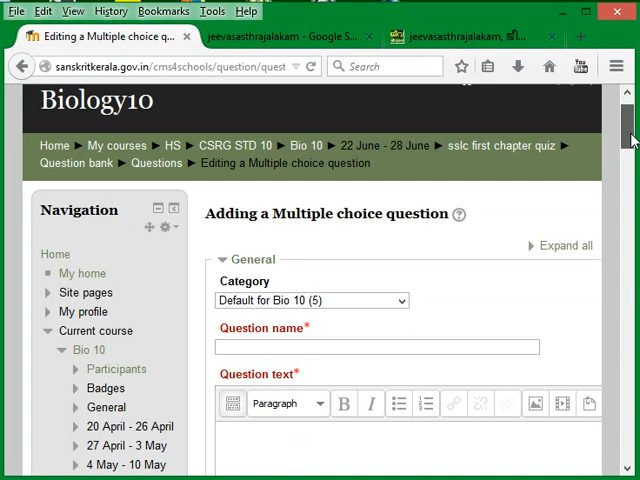 File Edit View History Bookmarks Tools Help
Editing a Multiple choice q... × jeevasasthrajalakam - Google S... × jeevasasthrajalakam, × +
sanskritkerala.gov.in/cms4schools/question/quest Search You Tube
Biology10
Home ► My courses ► HS ► CSRG STD 10 ► Bio 10 ► 22 June - 28 June ► sslc first chapter quiz ►
Question bank ► Questions ► Editing a Multiple choice question
Navigation
Adding a Multiple choice question
Expand all
General
Home
My home
Site pages
My profile
Current course
Bio 10
Participants
Badges
General
20 April - 26 April
27 April - 3 May
4 May - 10 May
Category
Default for Bio 10 (5)
Question name*
Question text*
Paragraph B I